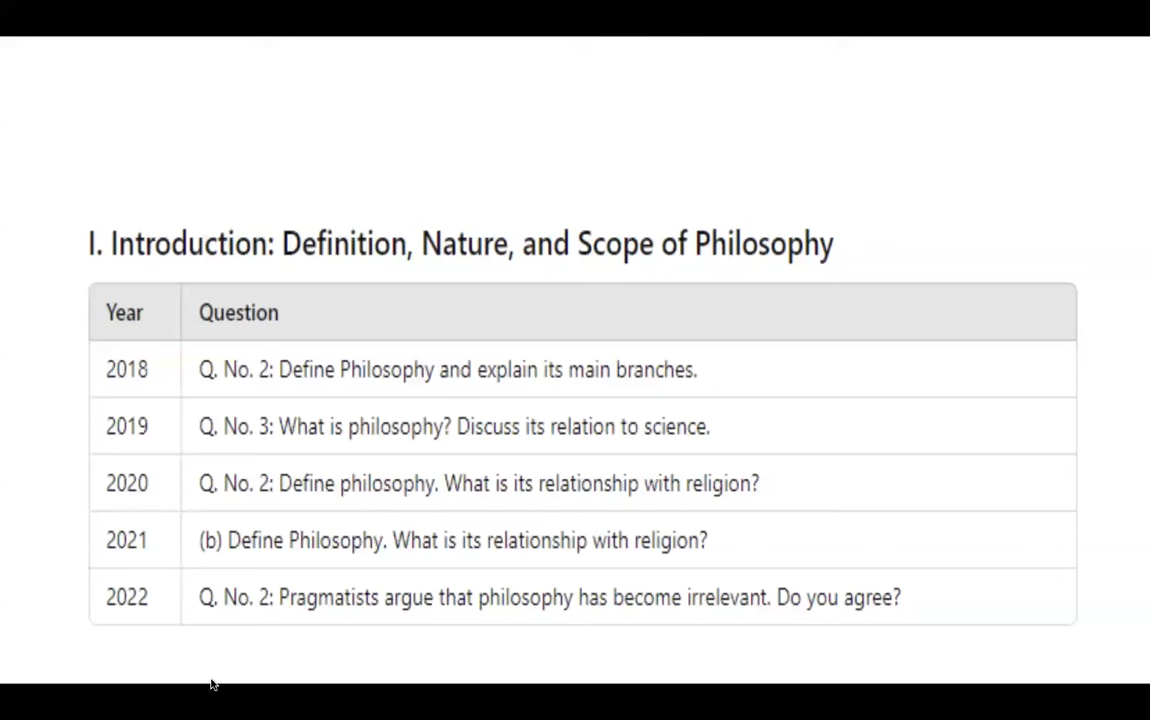 I. Introduction: Definition, Nature, and Scope of Philosophy
Year Question
2018 Q. No. 2: Define Philosophy and explain its main branches.
2019 Q. No. 3: What is philosophy? Discuss its relation to science.
2020 Q. No. 2: Define philosophy. What is its relationship with religion?
2021 (b) Define Philosophy. What is its relationship with religion?
2022 Q. No. 2: Pragmatists argue that philosophy has become irrelevant. Do you agree?